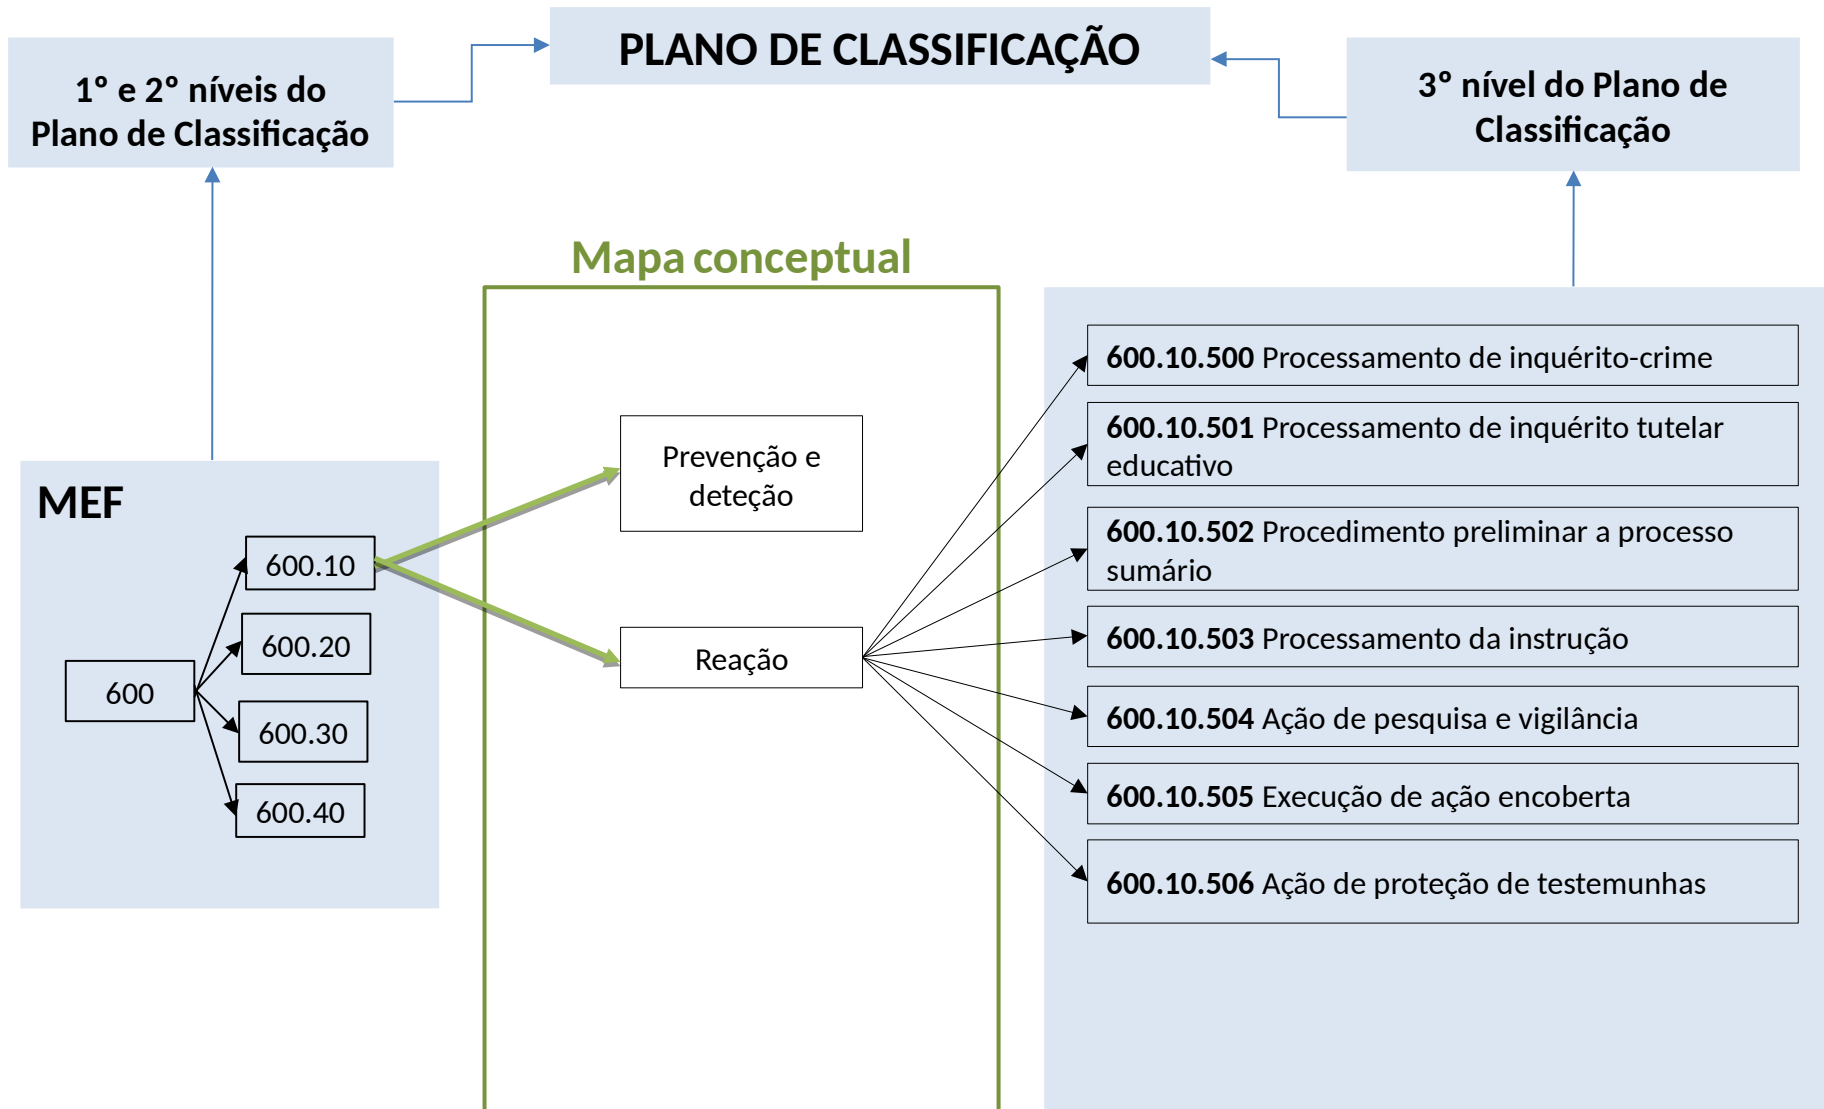 PLANO DE CLASSIFICAÇÃO
1º e 2º níveis do
Plano de Classificação
3º nível do Plano de
Classificação
Mapa conceptual
MEF
600
600.10
600.20
600.30
600.40
Prevenção e
deteção
Reação
600.10.500 Processamento de inquérito-crime
600.10.501 Processamento de inquérito tutelar
educativo
600.10.502 Procedimento preliminar a processo
sumário
600.10.503 Processamento da instrução
600.10.504 Ação de pesquisa e vigilância
600.10.505 Execução de ação encoberta
600.10.506 Ação de proteção de testemunhas